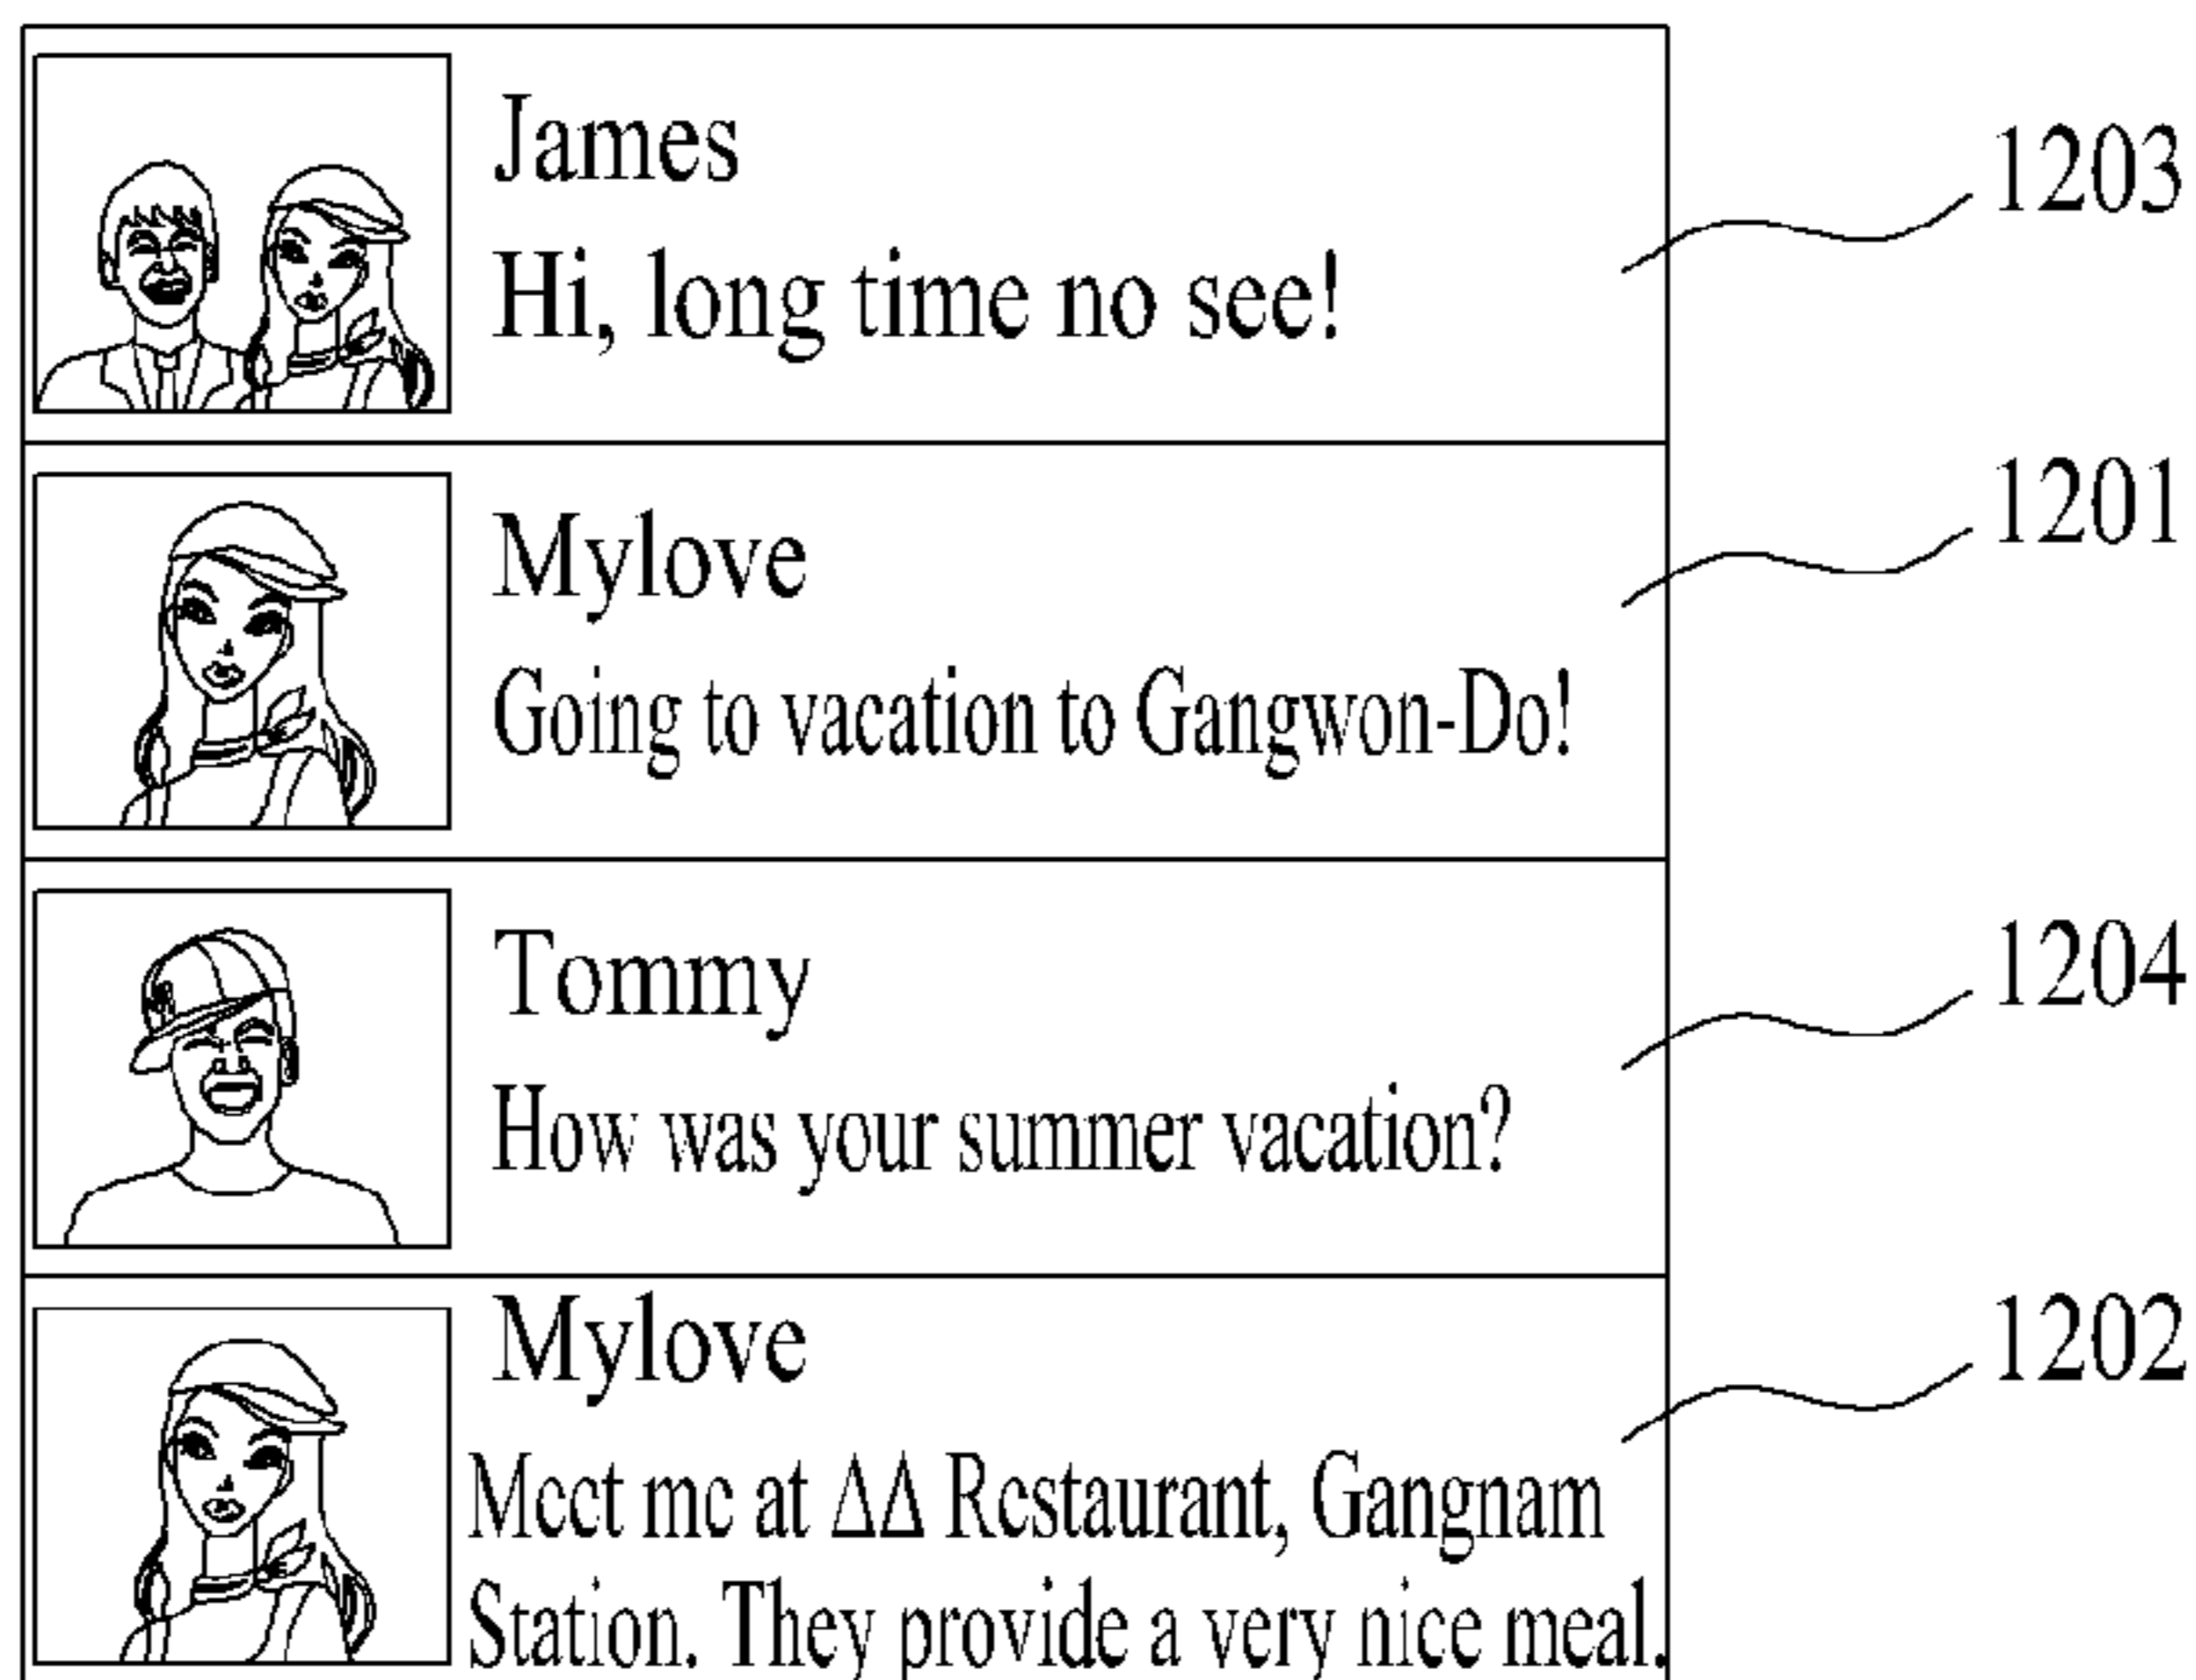 James
1203
Hi, long time no see!
Mylove
1201
Going to vacation to Gangwon-Do!
Tommy
1204
How was your summer vacation?
Mylove
1202
Meet me at ΔΔ Restaurant, Gangnam
Station. They provide a very nice meal.